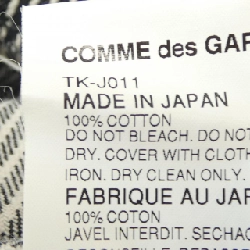 COMME des GAR
TK-J011
MADE IN JAPAN
100% COTTON
DO NOT BLEACH. DO NOT
DRY. COVER WITH CLOTH
IRON. DRY CLEAN ONLY.
FABRIQUE AU JAP
100% COTON
JAVEL INTERDIT. SECHAG